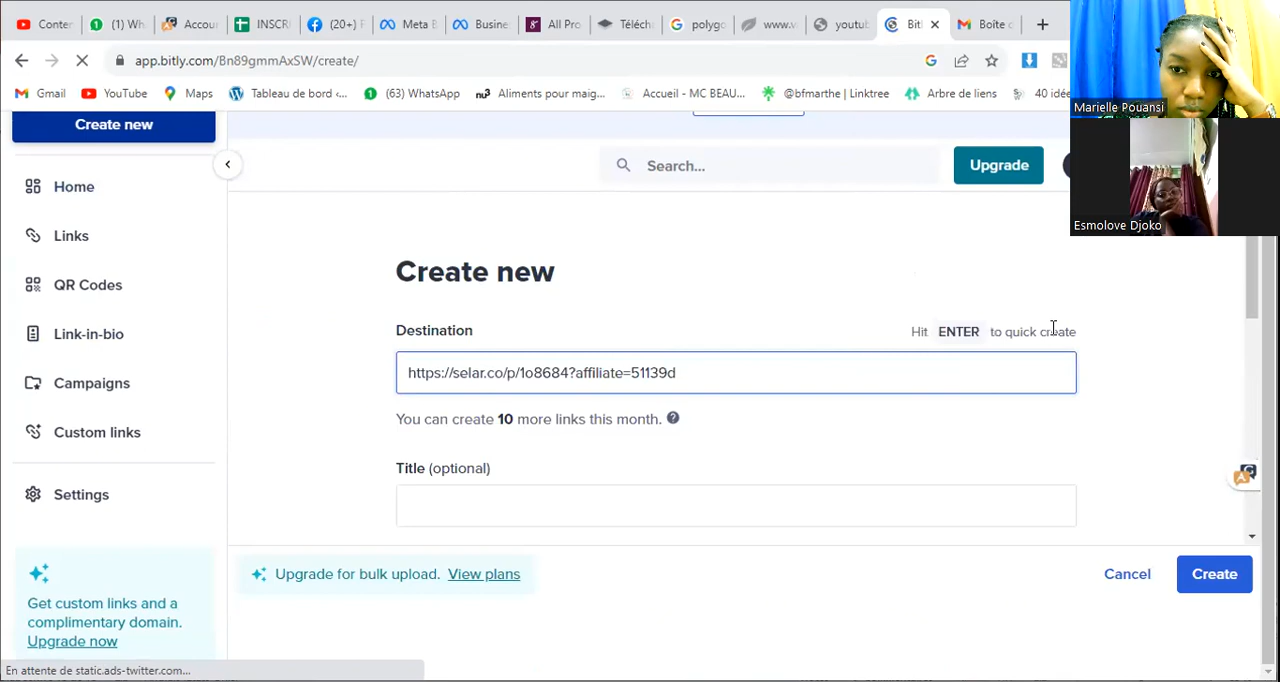 Conter
(1) Wh
Accou
INSCRI
(20+) F
Meta B
Busine
All Pro
Téléch
polygo
www.v
youtu
Bitl
Boîte c
app.bitly.com/Bn89gmmAxSW/create/
Gmail
YouTube
Maps
Tableau de bord ‹...
(63) WhatsApp
Aliments pour maig...
Accueil - MC BEAU...
@bfmarthe | Linktree
Arbre de liens
40 idée
Marielle Pouansi
Esmolove Djoko
Create new
Search...
Upgrade
Home
Links
QR Codes
Link-in-bio
Campaigns
Custom links
Settings
Get custom links and a
complimentary domain.
Upgrade now
Create new
Destination
Hit ENTER to quick create
https://selar.co/p/1o8684?affiliate=51139d
You can create 10 more links this month.
Title (optional)
Upgrade for bulk upload. View plans
Cancel
Create
En attente de static.ads-twitter.com...